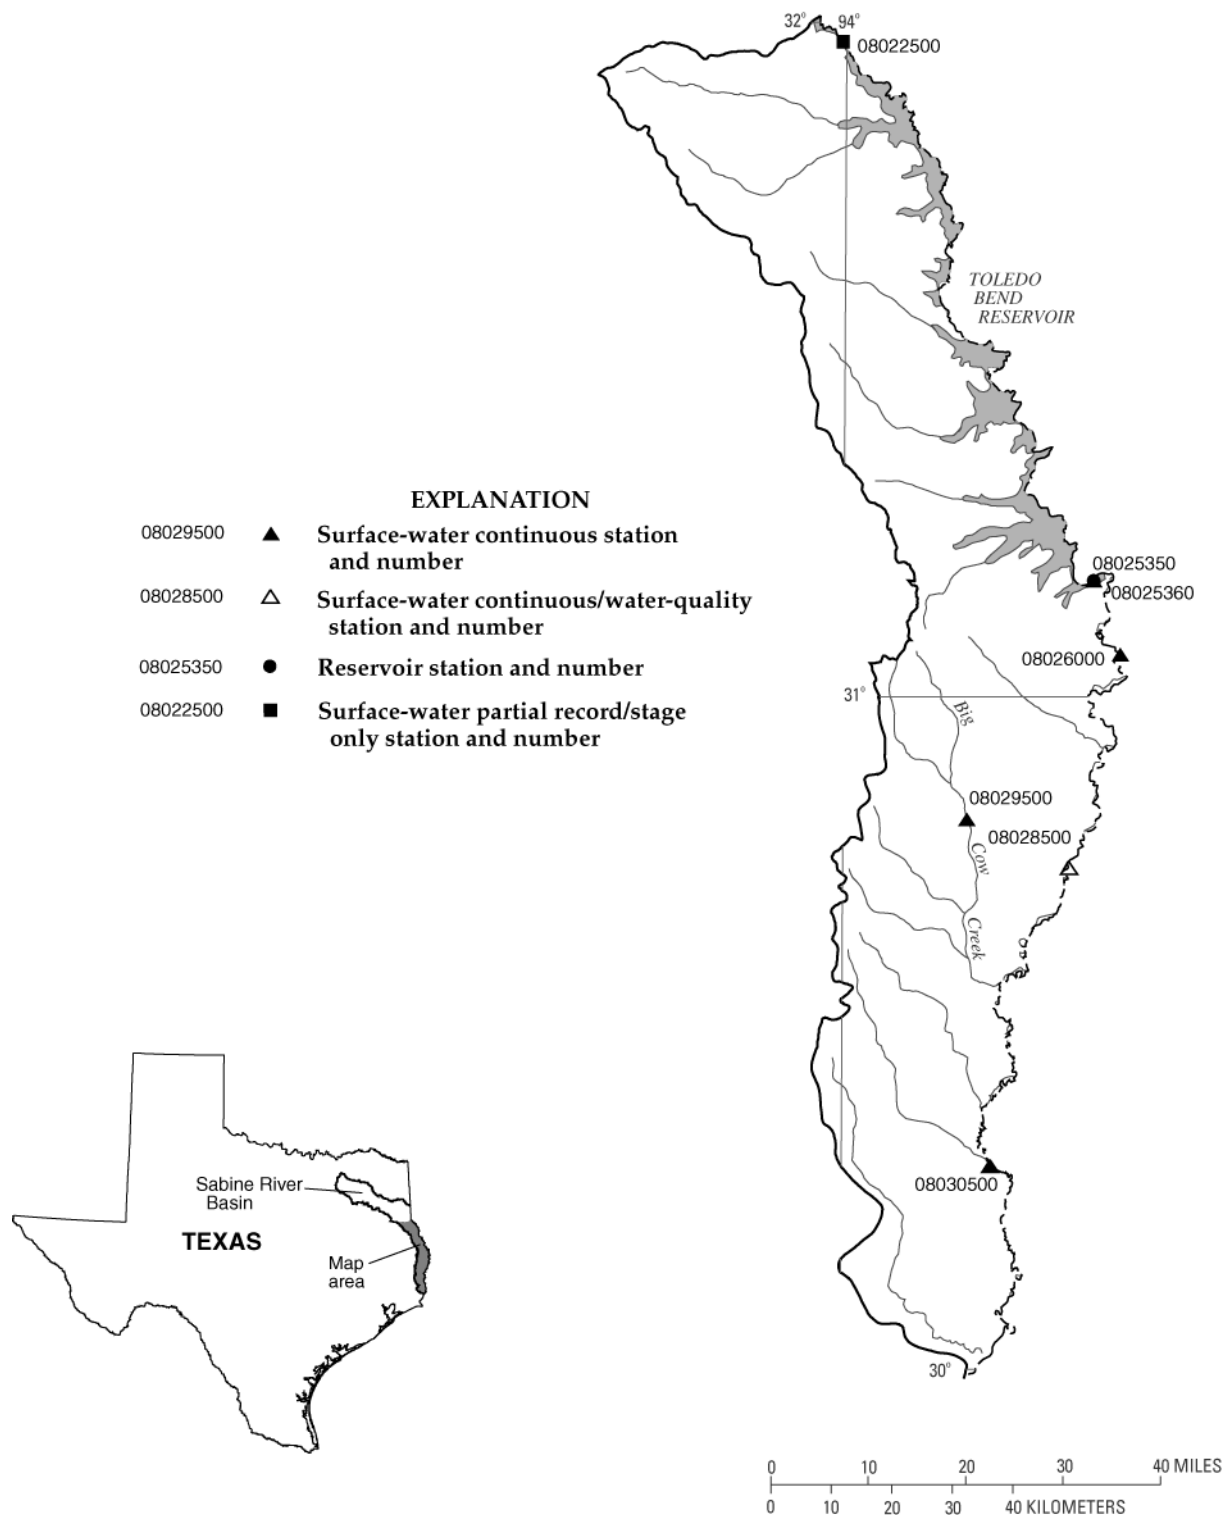 32° 94°
08022500
TOLEDO
BEND
RESERVOIR
EXPLANATION
08029500 Surface-water continuous station
and number
08028500 Surface-water continuous/water-quality
station and number
08025350 Reservoir station and number
08022500 Surface-water partial record/stage
only station and number
08025350
08025360
08026000
31°
Big
08029500
08028500
Cow
Creek
Sabine River
Basin
TEXAS
Map
area
08030500
30°
0 10 20 30 40 MILES
0 10 20 30 40 KILOMETERS